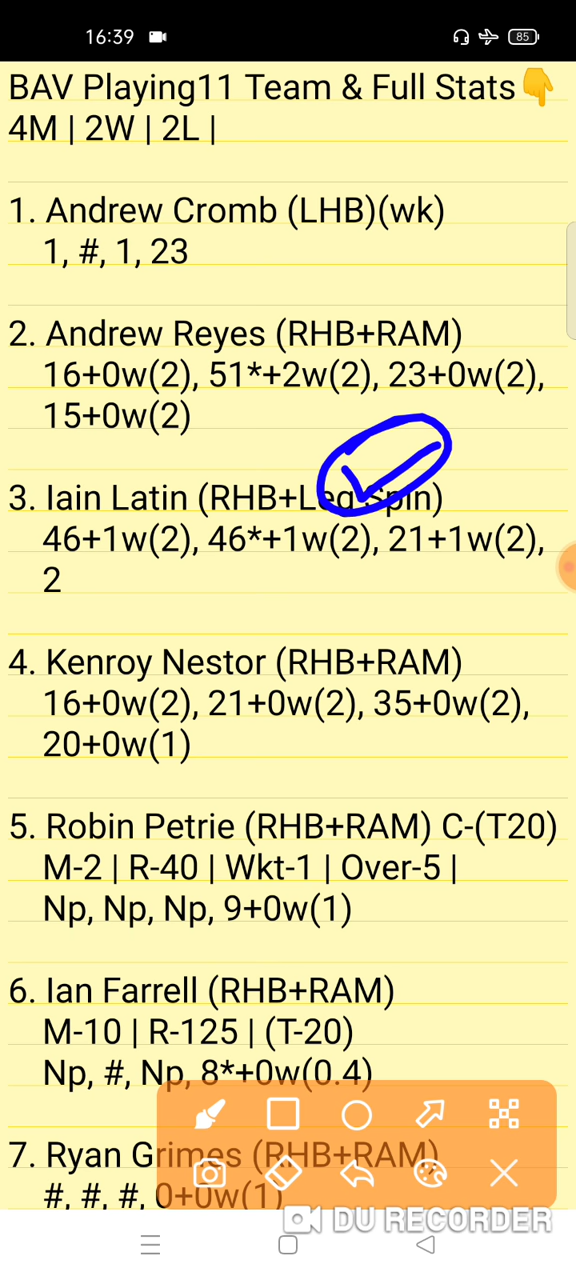 16:39
85
BAV Playing11 Team & Full Stats👇
4M | 2W | 2L |
1. Andrew Cromb (LHB)(wk)
1, #, 1, 23
2. Andrew Reyes (RHB+RAM)
16+0w(2), 51*+2w(2), 23+0w(2),
15+0w(2)
3. Iain Latin (RHB+Leg Spin)
46+1w(2), 46*+1w(2), 21+1w(2),
2
4. Kenroy Nestor (RHB+RAM)
16+0w(2), 21+0w(2), 35+0w(2),
20+0w(1)
5. Robin Petrie (RHB+RAM) C-(T20)
M-2 | R-40 | Wkt-1 | Over-5 |
Np, Np, Np, 9+0w(1)
6. Ian Farrell (RHB+RAM)
M-10 | R-125 | (T-20)
Np, #, Np, 8*+0w(0.4)
7. Ryan Grimes (RHB+RAM)
#, #, #, 0+0w(1)
DU RECORDER